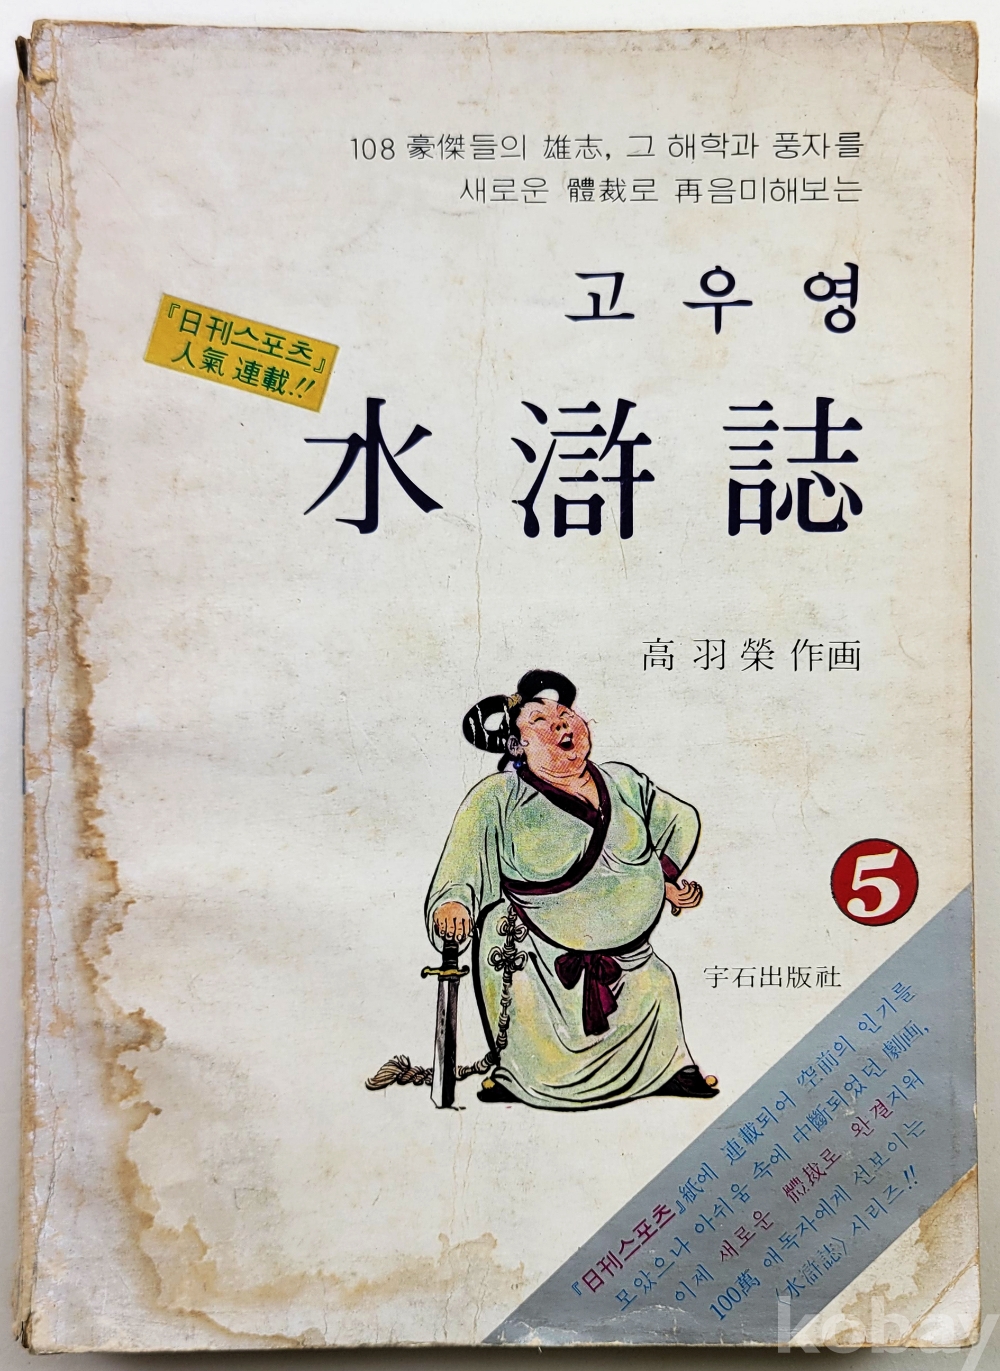 108 豪傑들의 雄志, 그 해학과 풍자를
새로운 體裁로 再음미해보는
고우영
『日刊스포츠』
人氣 連載!!
水滸誌
高羽榮 作画
5
宇石出版社
『日刊스포츠』紙에 連載되어 空前의 인기를
모았으나 아쉬움 속에 中斷되었던 劇画,
이제 새로운 體裁로 완결지워
100萬 애독자에게 선보이는
〈水滸誌〉시리즈!!
kobay